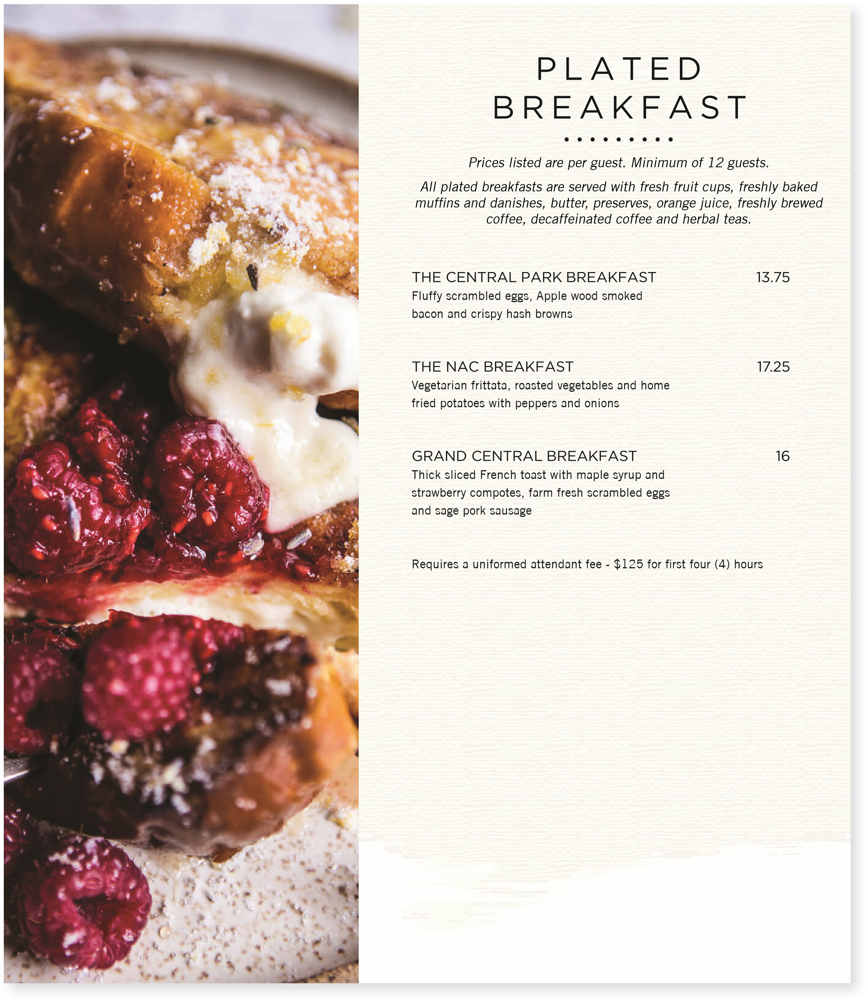 PLATED
BREAKFAST
Prices listed are per guest. Minimum of 12 guests.
All plated breakfasts are served with fresh fruit cups, freshly baked
muffins and danishes, butter, preserves, orange juice, freshly brewed
coffee, decaffeinated coffee and herbal teas.
THE CENTRAL PARK BREAKFAST 13.75
Fluffy scrambled eggs, Apple wood smoked
bacon and crispy hash browns
THE NAC BREAKFAST 17.25
Vegetarian frittata, roasted vegetables and home
fried potatoes with peppers and onions
GRAND CENTRAL BREAKFAST 16
Thick sliced French toast with maple syrup and
strawberry compotes, farm fresh scrambled eggs
and sage pork sausage
Requires a uniformed attendant fee - $125 for first four (4) hours